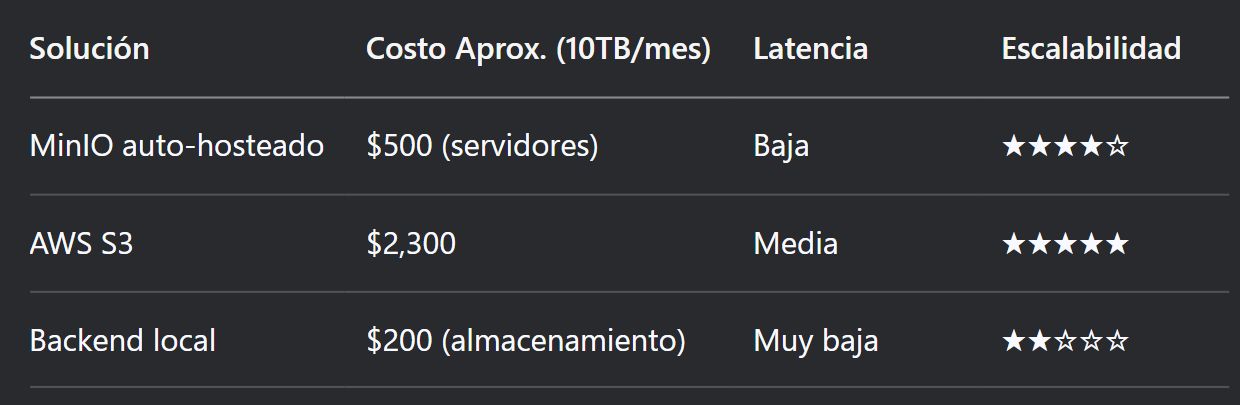 Solución Costo Aprox. (10TB/mes) Latencia Escalabilidad
MinIO auto-hosteado $500 (servidores) Baja ★★★★☆
AWS S3 $2,300 Media ★★★★★
Backend local $200 (almacenamiento) Muy baja ★★☆☆☆